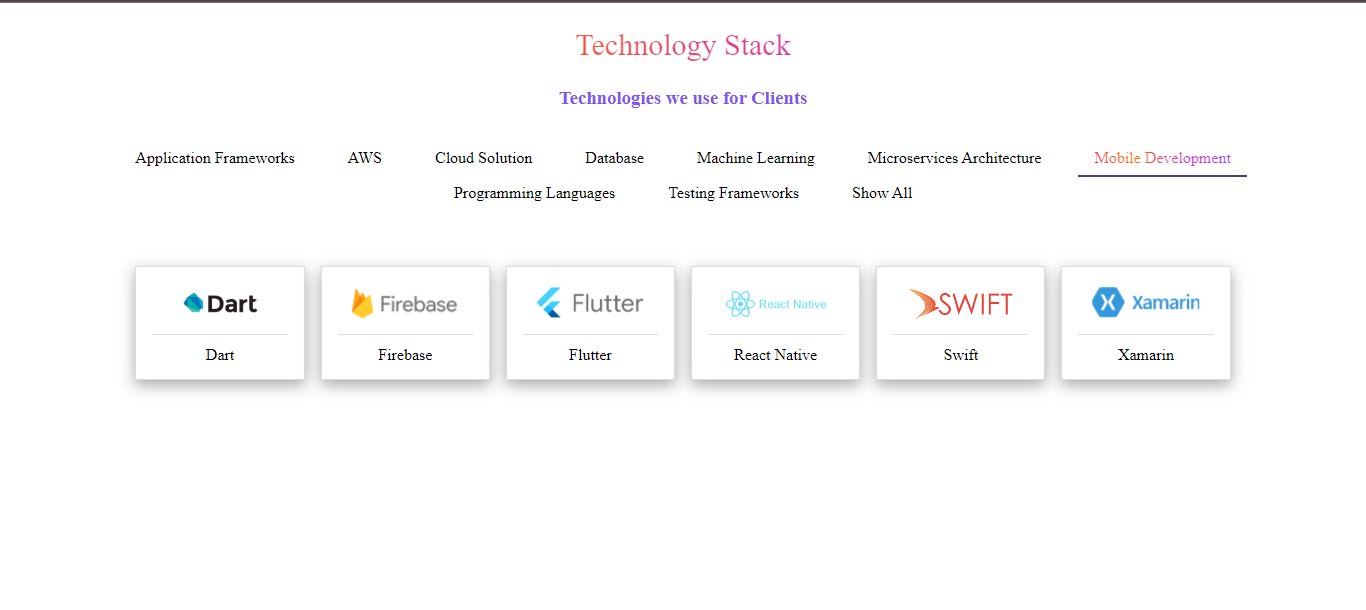 Technology Stack
Technologies we use for Clients
Application Frameworks AWS Cloud Solution Database Machine Learning Microservices Architecture Mobile Development
Programming Languages Testing Frameworks Show All
Dart Firebase Flutter React Native SWIFT Xamarin
Dart Firebase Flutter React Native Swift Xamarin